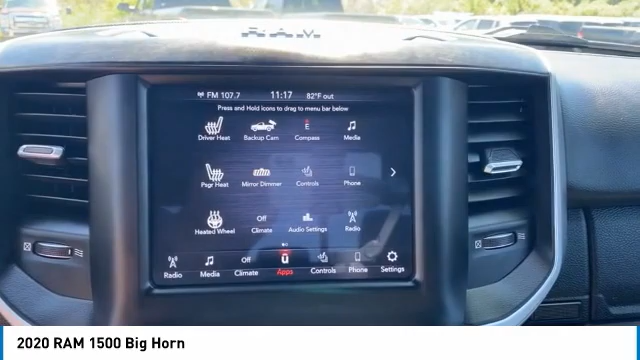 RAM
FM 107.7 11:17 82°F out
Press and Hold icons to drag to menu bar below
E
Driver Heat Backup Cam Compass Media
Psgr Heat Mirror Dimmer Controls Phone
Off
Heated Wheel Climate Audio Settings Radio
Off
Radio Media Climate Apps Controls Phone Settings
2020 RAM 1500 Big Horn